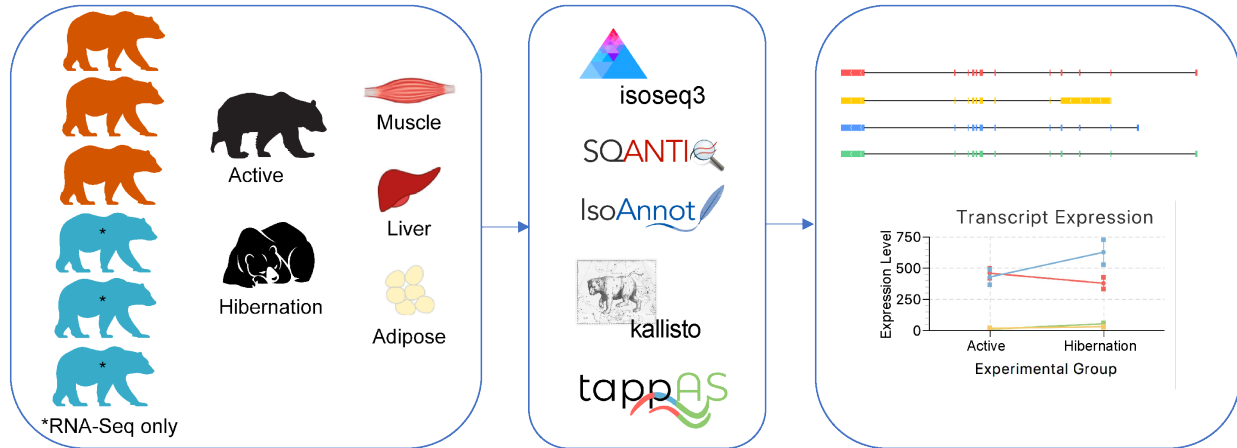 *
*
*
*RNA-Seq only
Active
Hibernation
Muscle
Liver
Adipose
isoseq3
SQANTI
IsoAnnot
kallisto
tappAS
Transcript Expression
Expression Level
750
500
250
0
Active
Hibernation
Experimental Group